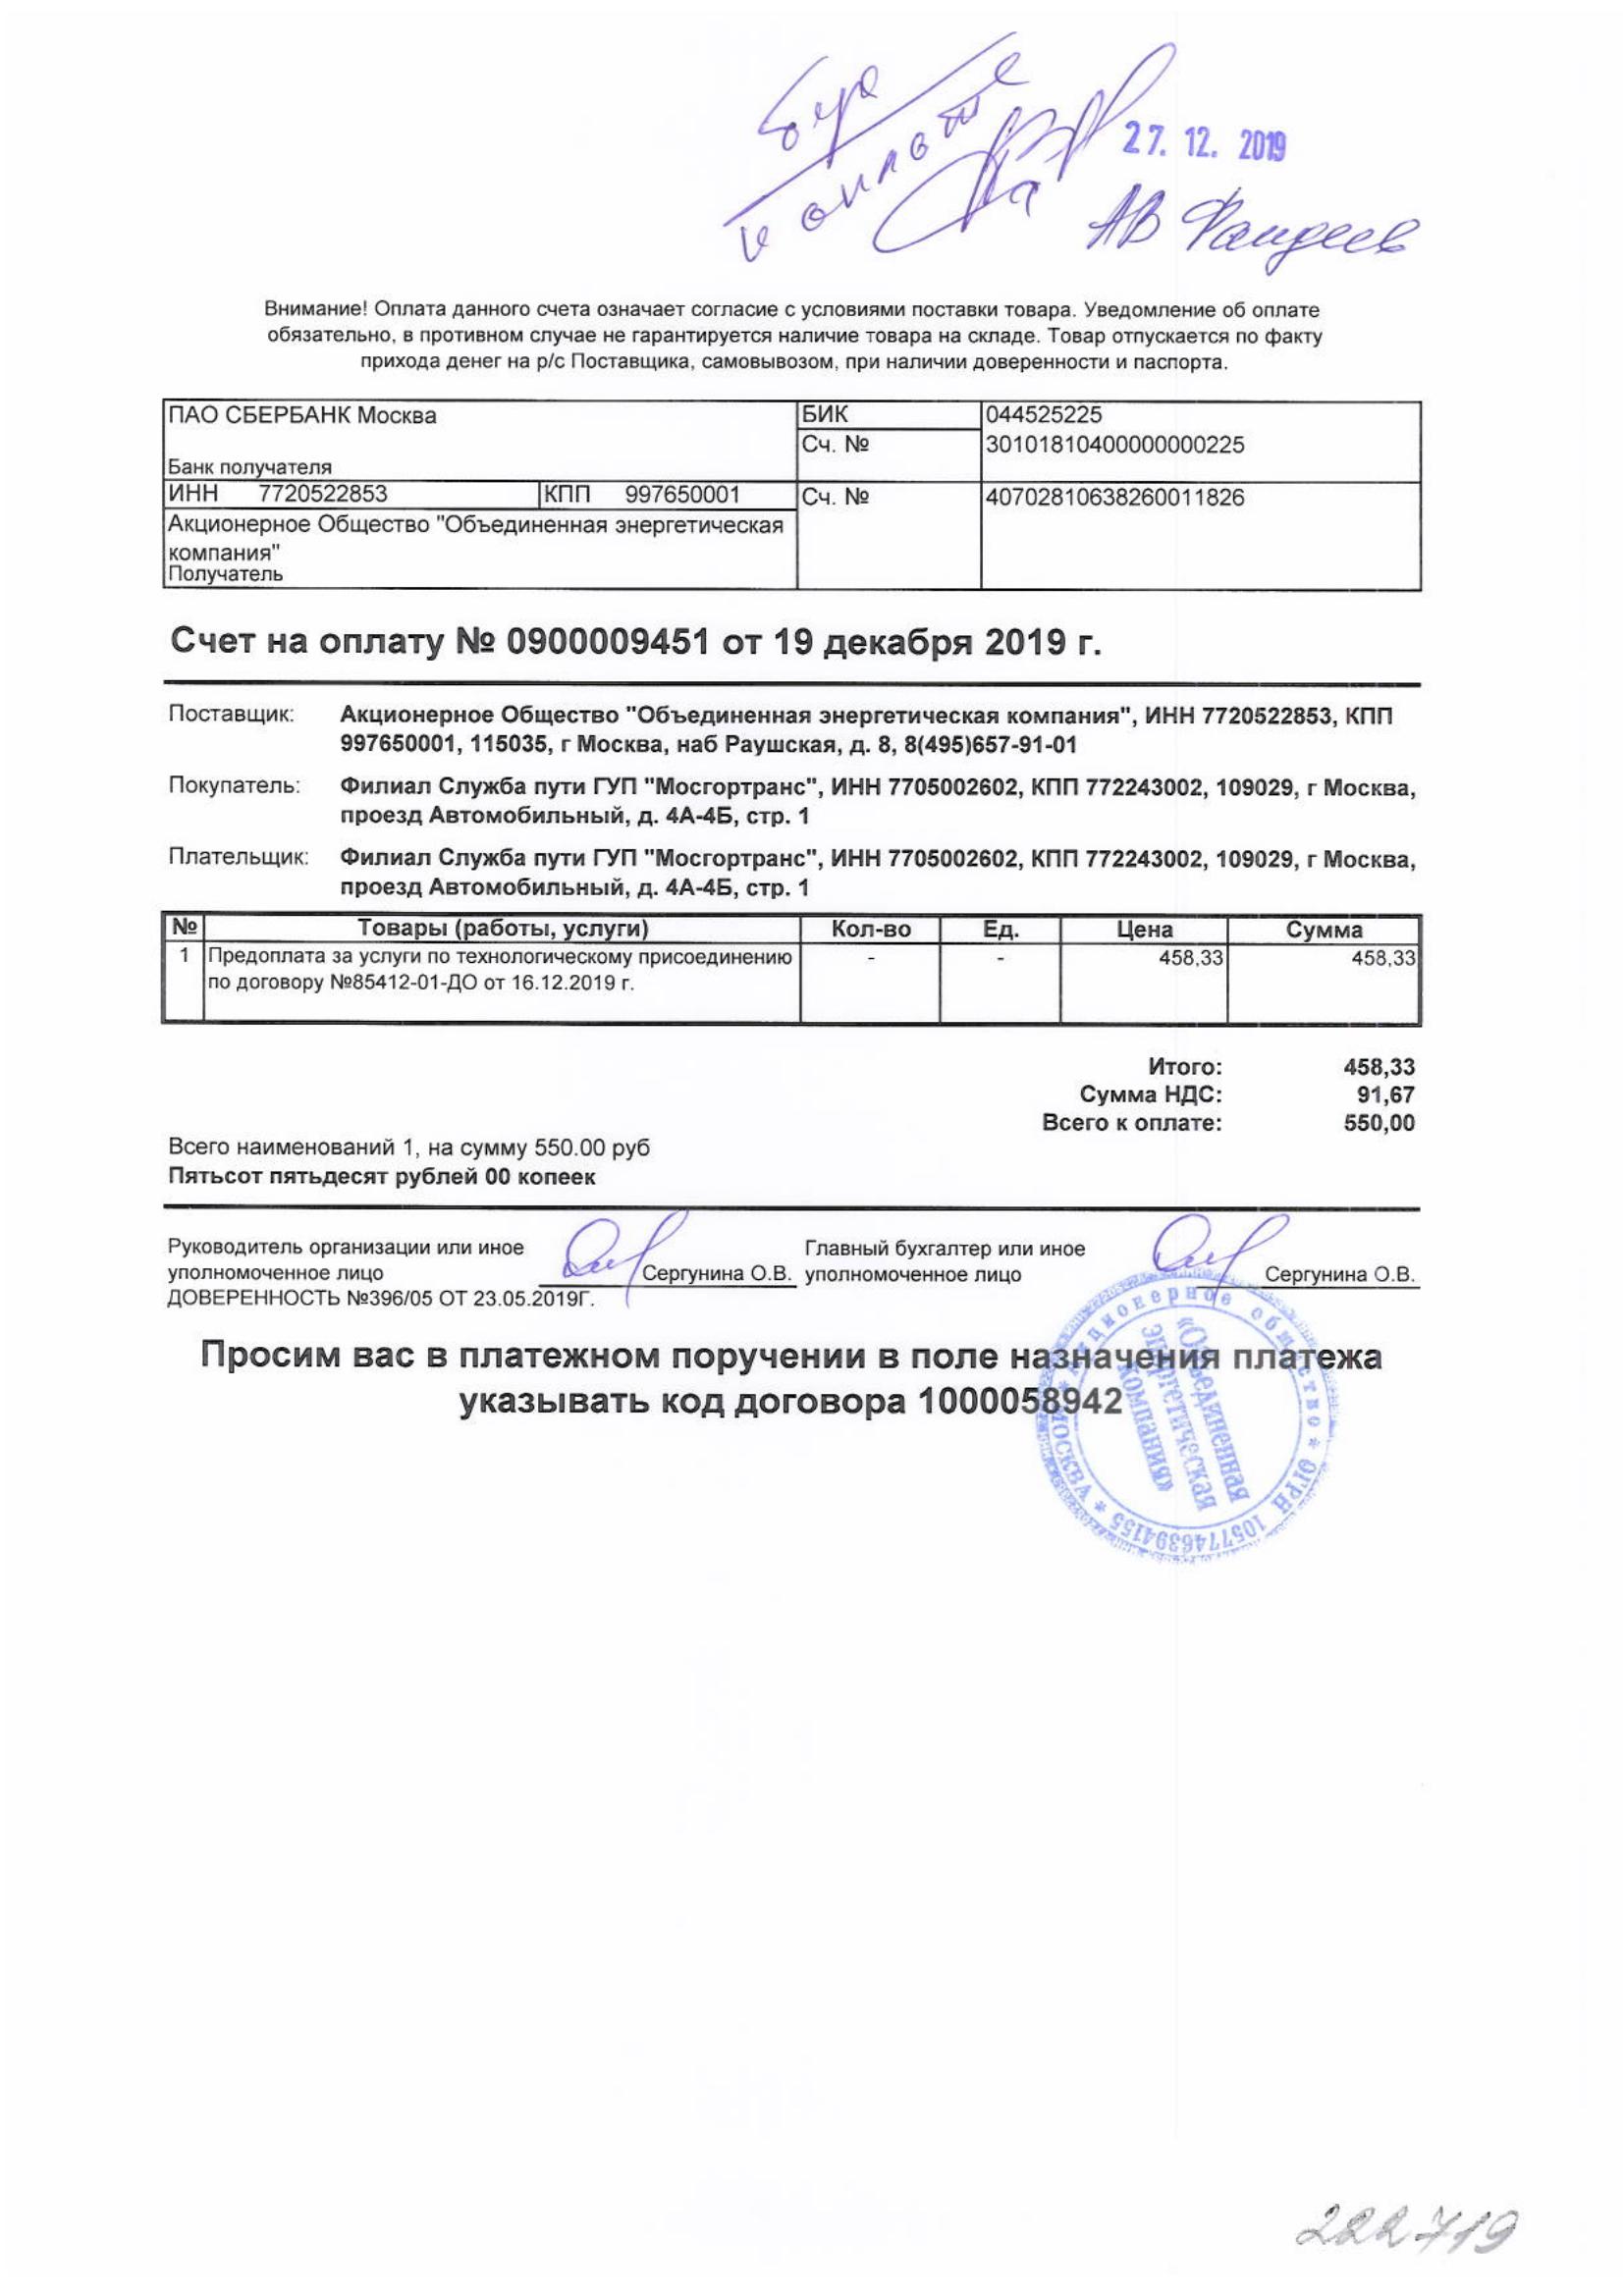 к оплате
27. 12. 2019
АВ Фандеев
Внимание! Оплата данного счета означает согласие с условиями поставки товара. Уведомление об оплате
обязательно, в противном случае не гарантируется наличие товара на складе. Товар отпускается по факту
прихода денег на р/с Поставщика, самовывозом, при наличии доверенности и паспорта.
ПАО СБЕРБАНК Москва БИК 044525225
Сч. № 30101810400000000225
Банк получателя
ИНН 7720522853 КПП 997650001 Сч. № 40702810638260011826
Акционерное Общество "Объединенная энергетическая
компания"
Получатель
Счет на оплату № 0900009451 от 19 декабря 2019 г.
Поставщик: Акционерное Общество "Объединенная энергетическая компания", ИНН 7720522853, КПП
997650001, 115035, г Москва, наб Раушская, д. 8, 8(495)657-91-01
Покупатель: Филиал Служба пути ГУП "Мосгортранс", ИНН 7705002602, КПП 772243002, 109029, г Москва,
проезд Автомобильный, д. 4А-4Б, стр. 1
Плательщик: Филиал Служба пути ГУП "Мосгортранс", ИНН 7705002602, КПП 772243002, 109029, г Москва,
проезд Автомобильный, д. 4А-4Б, стр. 1
№ Товары (работы, услуги) Кол-во Ед. Цена Сумма
1 Предоплата за услуги по технологическому присоединению - - 458,33 458,33
по договору №85412-01-ДО от 16.12.2019 г.
Итого: 458,33
Сумма НДС: 91,67
Всего к оплате: 550,00
Всего наименований 1, на сумму 550.00 руб
Пятьсот пятьдесят рублей 00 копеек
Руководитель организации или иное Главный бухгалтер или иное
уполномоченное лицо Сергунина О.В. уполномоченное лицо Сергунина О.В.
ДОВЕРЕННОСТЬ №396/05 ОТ 23.05.2019Г.
Просим вас в платежном поручении в поле назначения платежа
указывать код договора 1000058942
Акционерное общество * ОГРН 1057746394155 * МОСКВА *
«Объединенная
энергетическая
компания»
222719